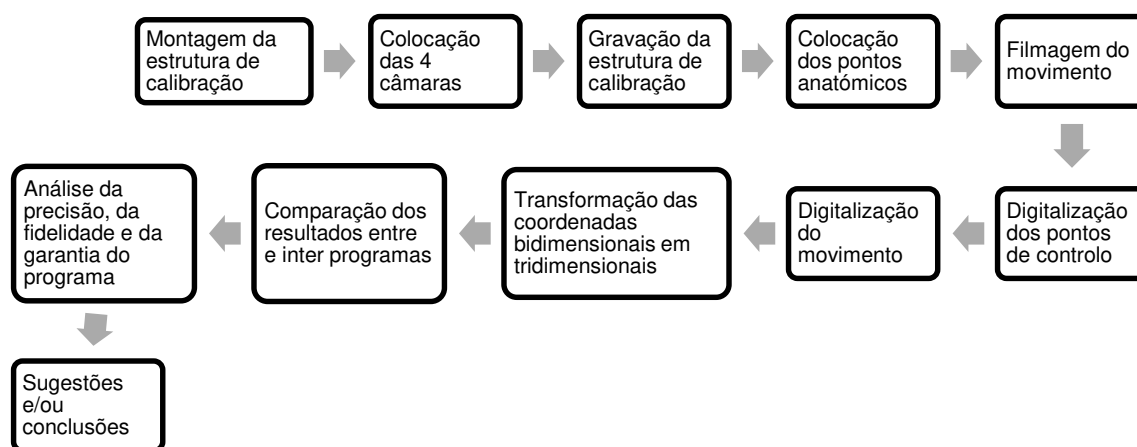 Montagem da
estrutura de
calibração
Colocação
das 4
câmaras
Gravação da
estrutura de
calibração
Colocação
dos pontos
anatómicos
Filmagem do
movimento
Digitalização
dos pontos
de controlo
Digitalização
do
movimento
Transformação das
coordenadas
bidimensionais em
tridimensionais
Comparação dos
resultados entre
e inter programas
Análise da
precisão, da
fidelidade e da
garantia do
programa
Sugestões
e/ou
conclusões